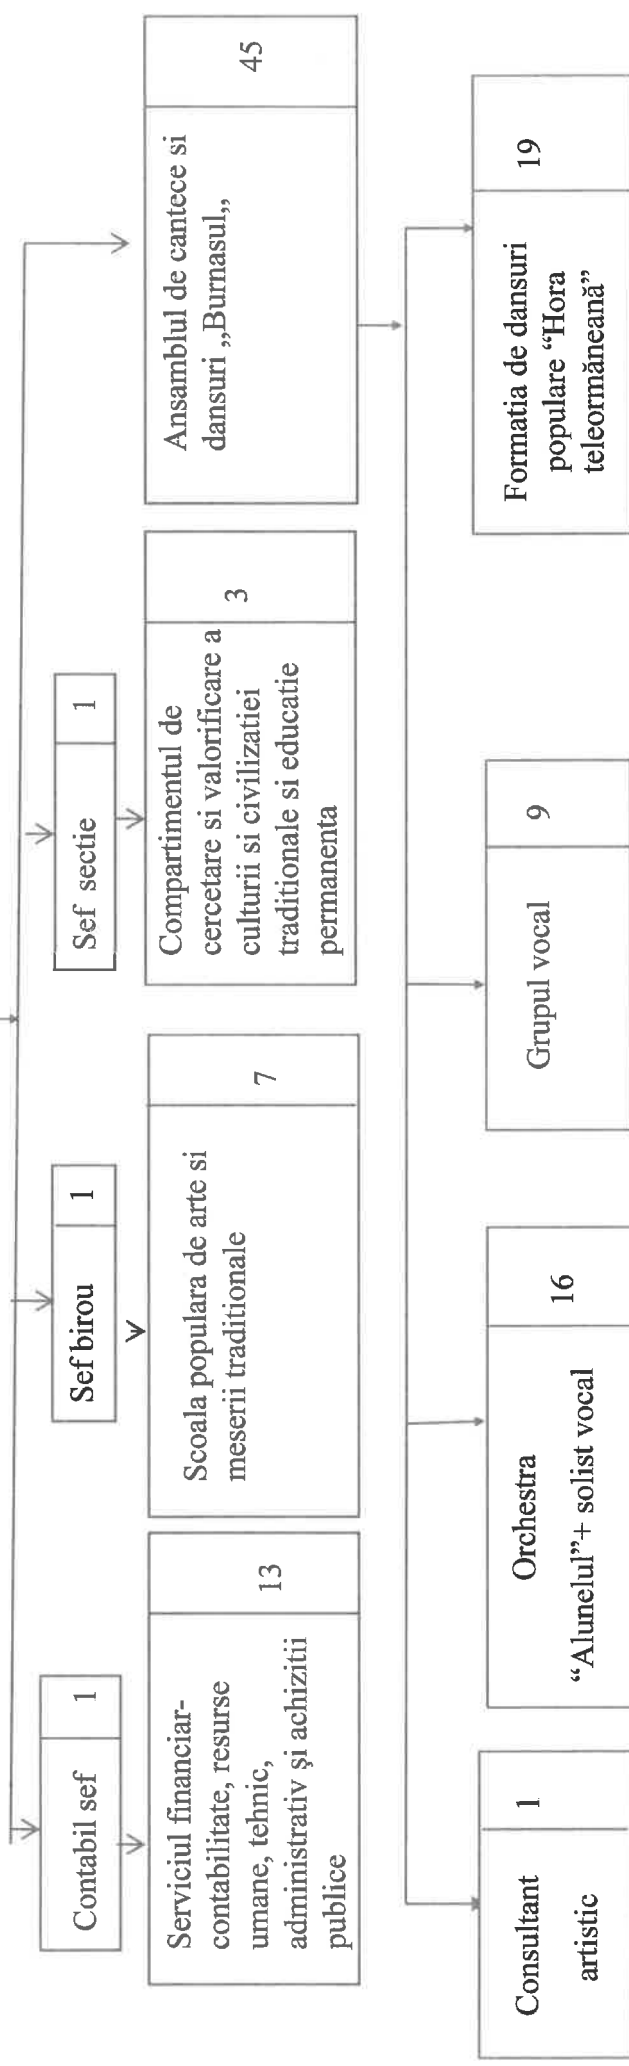 Contabil sef
1
Sef birou
1
Sef sectie
1
Serviciul financiar-
contabilitate, resurse
umane, tehnic,
administrativ şi achizitii
publice
13
Scoala populara de arte si
meserii traditionale
7
Compartimentul de
cercetare si valorificare a
culturii si civilizatiei
traditionale si educatie
permanenta
3
Ansamblul de cantece si
dansuri „Burnasul„
45
Consultant
artistic
1
Orchestra
“Alunelul”+ solist vocal
16
Grupul vocal
9
Formatia de dansuri
populare “Hora
teleormăneană”
19